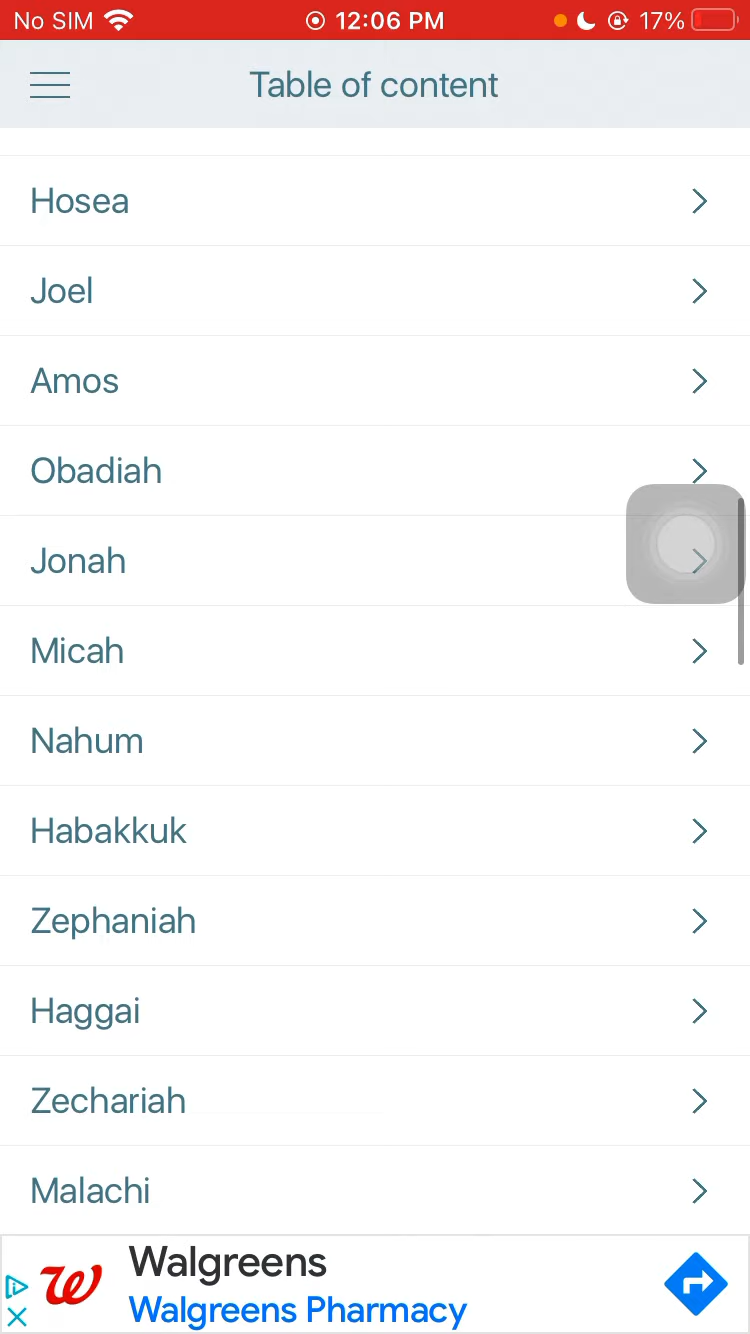 No SIM 12:06 PM 17%
Table of content
Hosea
Joel
Amos
Obadiah
Jonah
Micah
Nahum
Habakkuk
Zephaniah
Haggai
Zechariah
Malachi
Walgreens
Walgreens Pharmacy